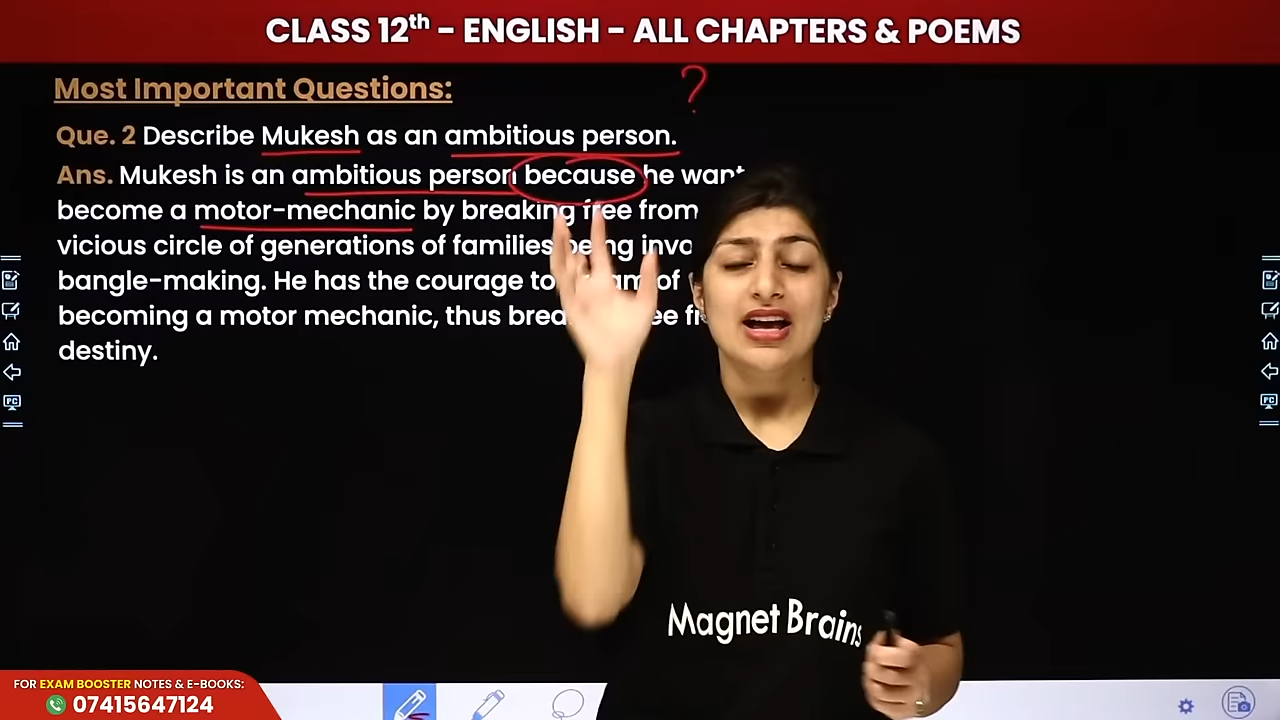 CLASS 12th - ENGLISH - ALL CHAPTERS & POEMS
Most Important Questions:
?
Que. 2 Describe Mukesh as an ambitious person.
Ans. Mukesh is an ambitious person because he
become a motor-mechanic by breaking free from
vicious circle of generations of families being
bangle-making. He has the courage to of
becoming a motor mechanic, thus
destiny.
Magnet Brains
FOR EXAM BOOSTER NOTES & E-BOOKS:
07415647124